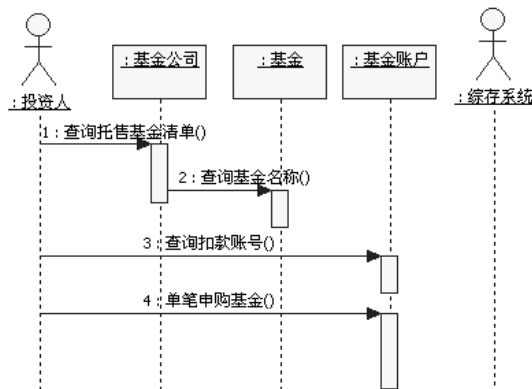 : 基金公司
: 基金
: 基金账户
: 投资人
: 综存系统
1 : 查询托售基金清单()
2 : 查询基金名称()
3 : 查询扣款账号()
4 : 单笔申购基金()